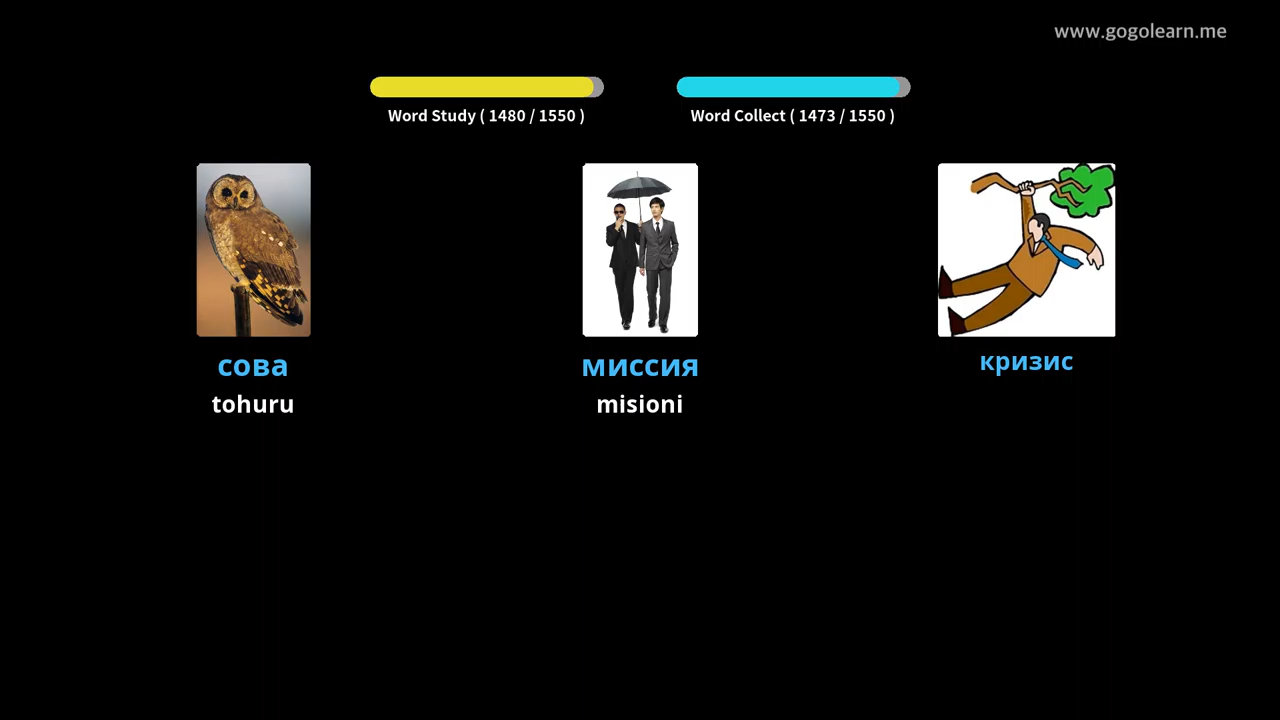 www.gogolearn.me
Word Study ( 1480 / 1550 )
Word Collect ( 1473 / 1550 )
сова
миссия
кризис
tohuru
misioni